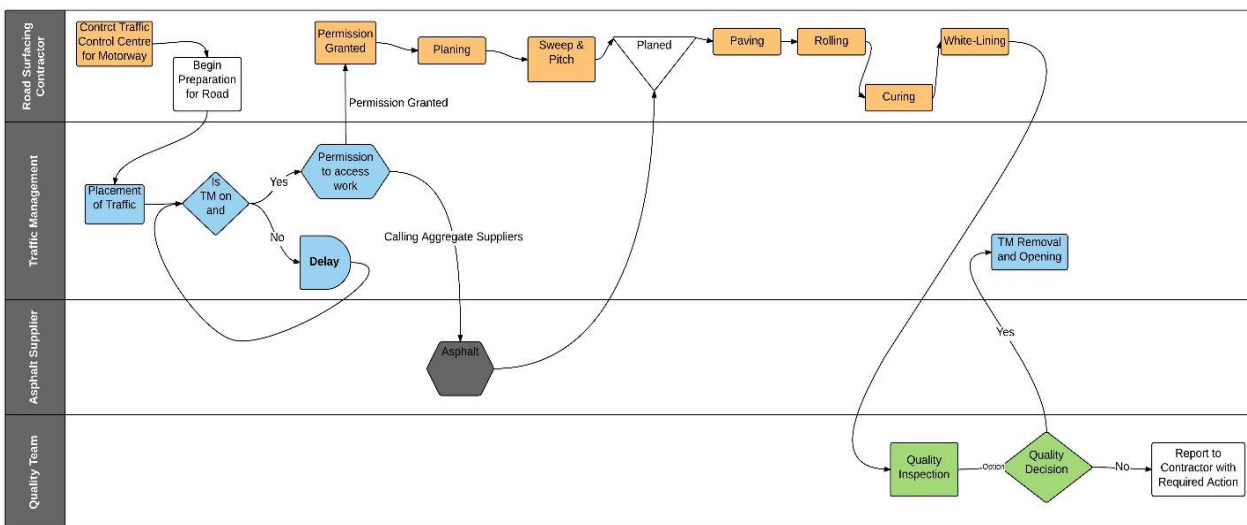 Road Surfacing
Contractor
Contrct Traffic
Control Centre
for Motorway
Begin
Preparation
for Road
Permission
Granted
Permission Granted
Planing
Sweep &
Pitch
Planed
Paving
Rolling
Curing
White-Lining
Traffic Management
Placement
of Traffic
Is
TM on
and
Yes
No
Delay
Permission
to access
work
Calling Aggregate Suppliers
TM Removal
and Opening
Asphalt Supplier
Asphalt
Yes
Quality Team
Quality
Inspection
Option
Quality
Decision
No
Report to
Contractor with
Required Action